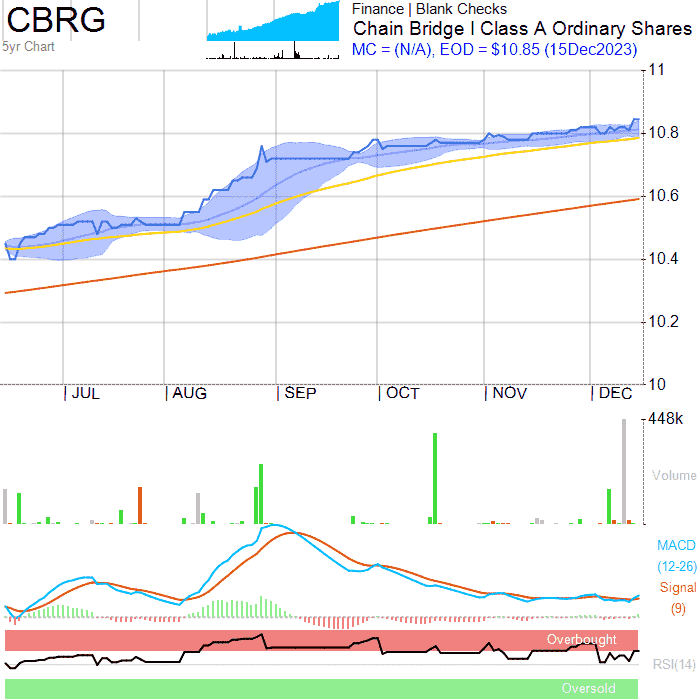 CBRG
5yr Chart
Finance | Blank Checks
Chain Bridge I Class A Ordinary Shares
MC = (N/A), EOD = $10.85 (15Dec2023)
11
10.8
10.6
10.4
10.2
10
JUL AUG SEP OCT NOV DEC
448k
Volume
MACD
(12-26)
Signal
(9)
Overbought
RSI(14)
Oversold